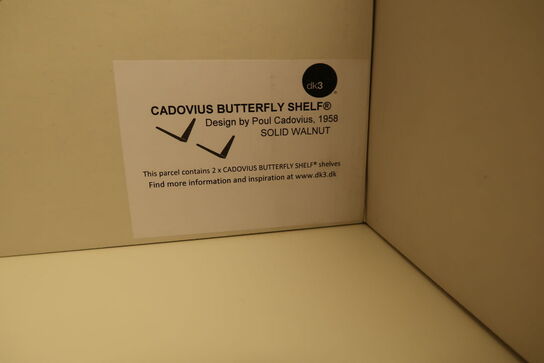 dk3
CADOVIUS BUTTERFLY SHELF®
Design by Poul Cadovius, 1958
SOLID WALNUT
This parcel contains 2 x CADOVIUS BUTTERFLY SHELF® shelves
Find more information and inspiration at www.dk3.dk